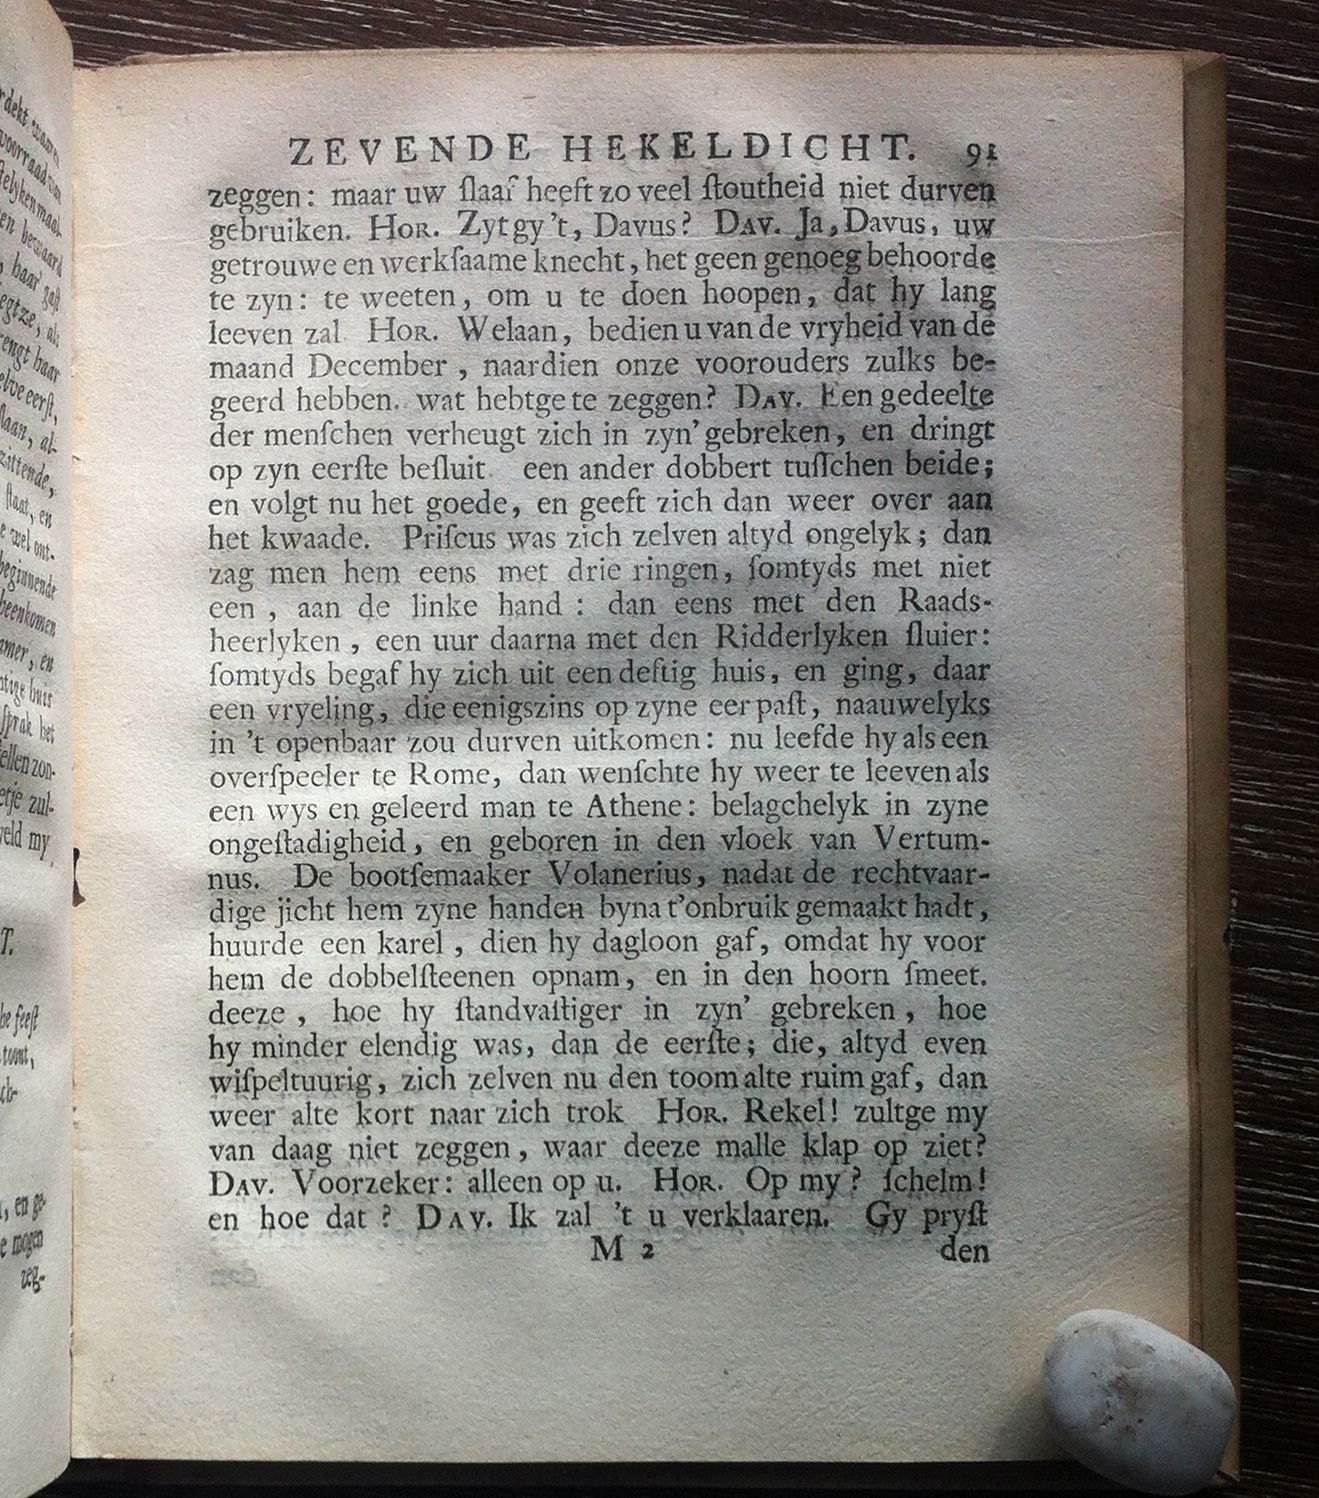 ZEVENDE HEKELDICHT. 91
zeggen: maar uw ſlaaf heeft zo veel ſtoutheid niet durven
gebruiken. HOR. Zyt gy 't, Davus? DAV. Ja, Davus, uw
getrouwe en werkſaame knecht, het geen genoeg behoorde
te zyn: te weeten, om u te doen hoopen, dat hy lang
leeven zal. HOR. Welaan, bedien u van de vryheid van de
maand December, naardien onze voorouders zulks be-
geerd hebben. wat hebtge te zeggen? DAV. Een gedeelte
der menſchen verheugt zich in zyn' gebreken, en dringt
op zyn eerſte beſluit een ander dobbert tuſſchen beide;
en volgt nu het goede, en geeft zich dan weer over aan
het kwaade. Priſcus was zich zelven altyd ongelyk; dan
zag men hem eens met drie ringen, ſomtyds met niet
een, aan de linke hand: dan eens met den Raads-
heerlyken, een uur daarna met den Ridderlyken ſluier:
ſomtyds begaf hy zich uit een deftig huis, en ging, daar
een vryeling, die eenigszins op zyne eer paſt, naauwelyks
in 't openbaar zou durven uitkomen: nu leefde hy als een
overſpeeler te Rome, dan wenſchte hy weer te leeven als
een wys en geleerd man te Athene: belagchelyk in zyne
ongeſtadigheid, en geboren in den vloek van Vertum-
nus. De bootſemaaker Volanerius, nadat de rechtvaar-
dige jicht hem zyne handen byna t'onbruik gemaakt hadt,
huurde een karel, dien hy dagloon gaf, omdat hy voor
hem de dobbelſteenen opnam, en in den hoorn ſmeet.
deeze, hoe hy ſtandvaſtiger in zyn' gebreken, hoe
hy minder elendig was, dan de eerſte; die, altyd even
wiſpeltuurig, zich zelven nu den toom alte ruim gaf, dan
weer alte kort naar zich trok HOR. Rekel! zultge my
van daag niet zeggen, waar deeze malle klap op ziet?
DAV. Voorzeker: alleen op u. HOR. Op my? ſchelm!
en hoe dat? DAV. Ik zal 't u verklaaren. Gy pryſt
M 2 den